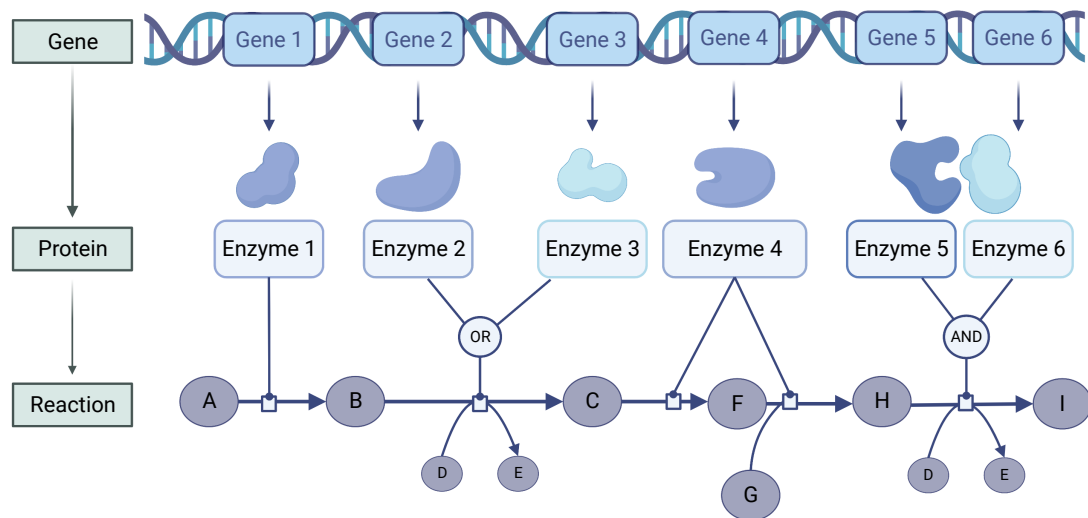 Gene
Gene 1
Gene 2
Gene 3
Gene 4
Gene 5
Gene 6
Protein
Enzyme 1
Enzyme 2
Enzyme 3
Enzyme 4
Enzyme 5
Enzyme 6
OR
AND
Reaction
A
B
C
F
H
I
D
E
G
D
E